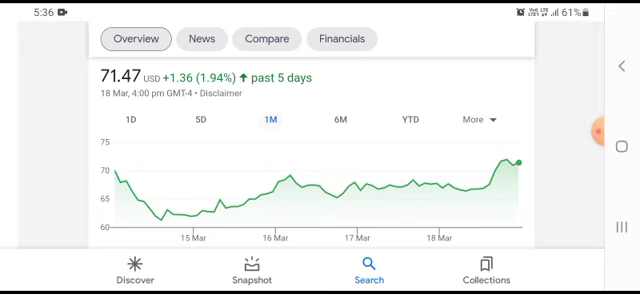 5:36
61%
Overview News Compare Financials
71.47 USD +1.36 (1.94%) ↑ past 5 days
18 Mar, 4:00 pm GMT-4 • Disclaimer
1D 5D 1M 6M YTD More
75
70
65
60
15 Mar 16 Mar 17 Mar 18 Mar
Discover Snapshot Search Collections